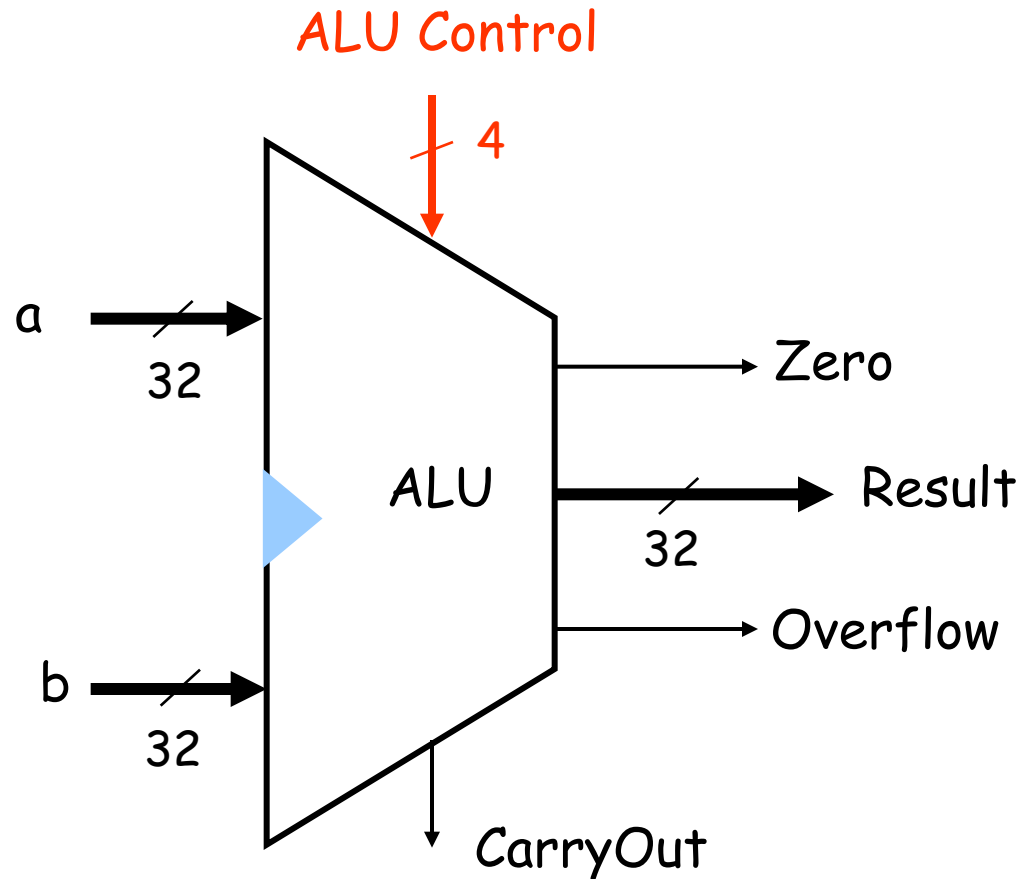 ALU Control
4
a
32
Zero
ALU
Result
32
Overflow
b
32
CarryOut